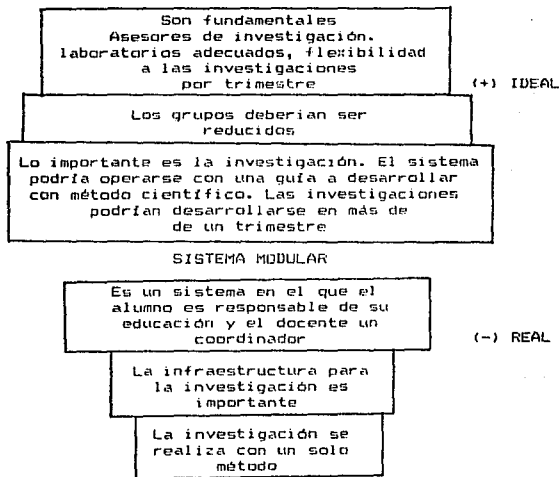 Son fundamentales
Asesores de investigación.
laboratorios adecuados, flexibilidad
a las investigaciones
por trimestre
(+) IDEAL
Los grupos deberian ser
reducidos
Lo importante es la investigación. El sistema
podría operarse con una guía a desarrollar
con método científico. Las investigaciones
podrían desarrollarse en más de
de un trimestre
SISTEMA MODULAR
Es un sistema en el que el
alumno es responsable de su
educación y el docente un
coordinador
(-) REAL
La infraestructura para
la investigación es
importante
La investigación se
realiza con un solo
método